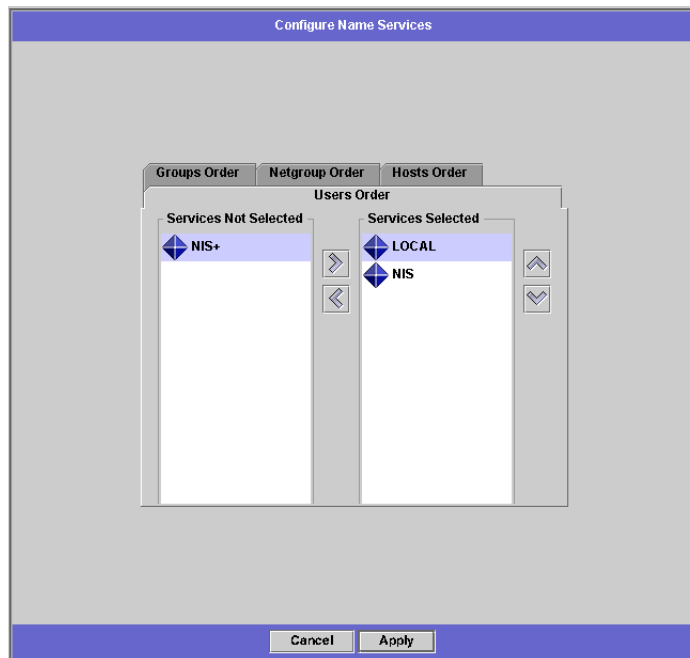 Configure Name Services
Groups Order
Netgroup Order
Hosts Order
Users Order
Services Not Selected
Services Selected
NIS+
LOCAL
NIS
Cancel
Apply